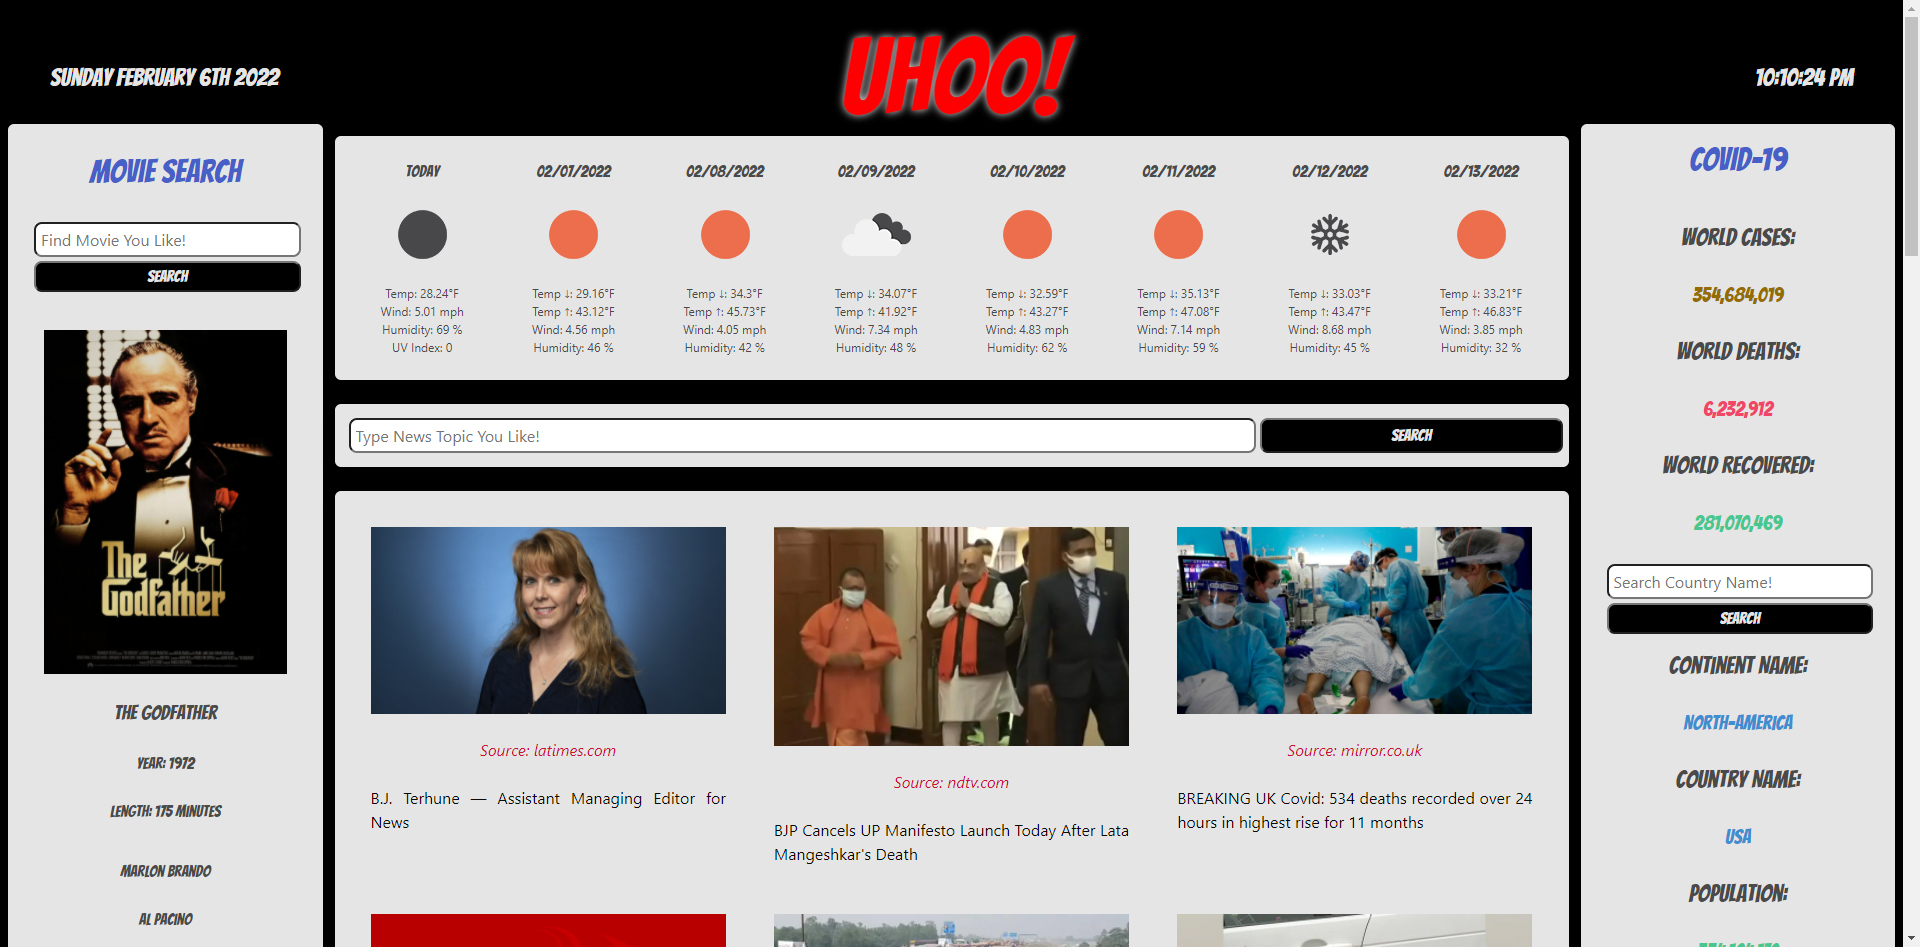 SUNDAY FEBRUARY 6TH 2022
UHOO!
10:10:24 PM
MOVIE SEARCH
Find Movie You Like!
SEARCH
The
Godfather
THE GODFATHER
YEAR: 1972
LENGTH: 175 MINUTES
MARLON BRANDO
AL PACINO
TODAY
Temp: 28.24°F
Wind: 5.01 mph
Humidity: 69 %
UV Index: 0
02/07/2022
Temp ↓: 29.16°F
Temp ↑: 43.12°F
Wind: 4.56 mph
Humidity: 46 %
02/08/2022
Temp ↓: 34.3°F
Temp ↑: 45.73°F
Wind: 4.05 mph
Humidity: 42 %
02/09/2022
Temp ↓: 34.07°F
Temp ↑: 41.92°F
Wind: 7.34 mph
Humidity: 48 %
02/10/2022
Temp ↓: 32.59°F
Temp ↑: 43.27°F
Wind: 4.83 mph
Humidity: 62 %
02/11/2022
Temp ↓: 35.13°F
Temp ↑: 47.08°F
Wind: 7.14 mph
Humidity: 59 %
02/12/2022
Temp ↓: 33.03°F
Temp ↑: 43.47°F
Wind: 8.68 mph
Humidity: 45 %
02/13/2022
Temp ↓: 33.21°F
Temp ↑: 46.83°F
Wind: 3.85 mph
Humidity: 32 %
Type News Topic You Like!
SEARCH
Source: latimes.com
B.J. Terhune — Assistant Managing Editor for
News
Source: ndtv.com
BJP Cancels UP Manifesto Launch Today After Lata
Mangeshkar's Death
Source: mirror.co.uk
BREAKING UK Covid: 534 deaths recorded over 24
hours in highest rise for 11 months
COVID-19
WORLD CASES:
354,684,019
WORLD DEATHS:
6,232,912
WORLD RECOVERED:
281,070,469
Search Country Name!
SEARCH
CONTINENT NAME:
NORTH-AMERICA
COUNTRY NAME:
USA
POPULATION: